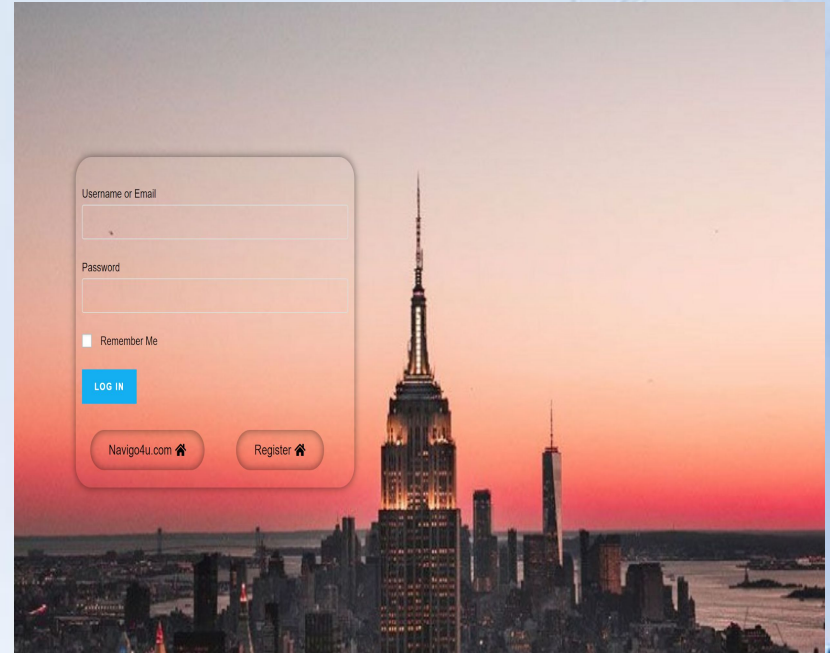 Username or Email
Password
Remember Me
LOG IN
Navigo4u.com
Register